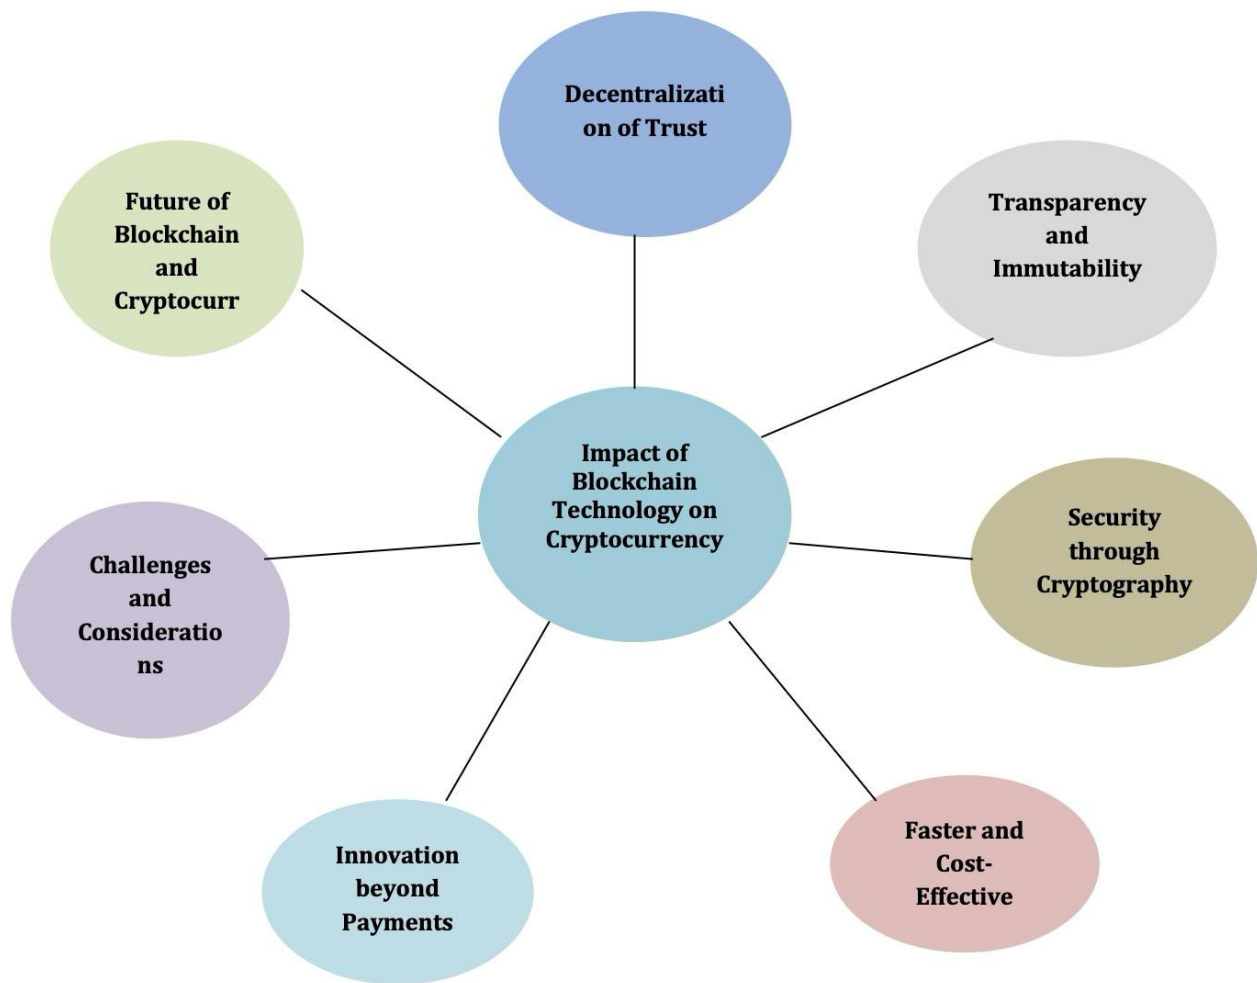 Decentralizati
on of Trust
Future of
Blockchain
and
Cryptocurr
Transparency
and
Immutability
Impact of
Blockchain
Technology on
Cryptocurrency
Security
through
Cryptography
Challenges
and
Consideratio
ns
Faster and
Cost-
Effective
Innovation
beyond
Payments